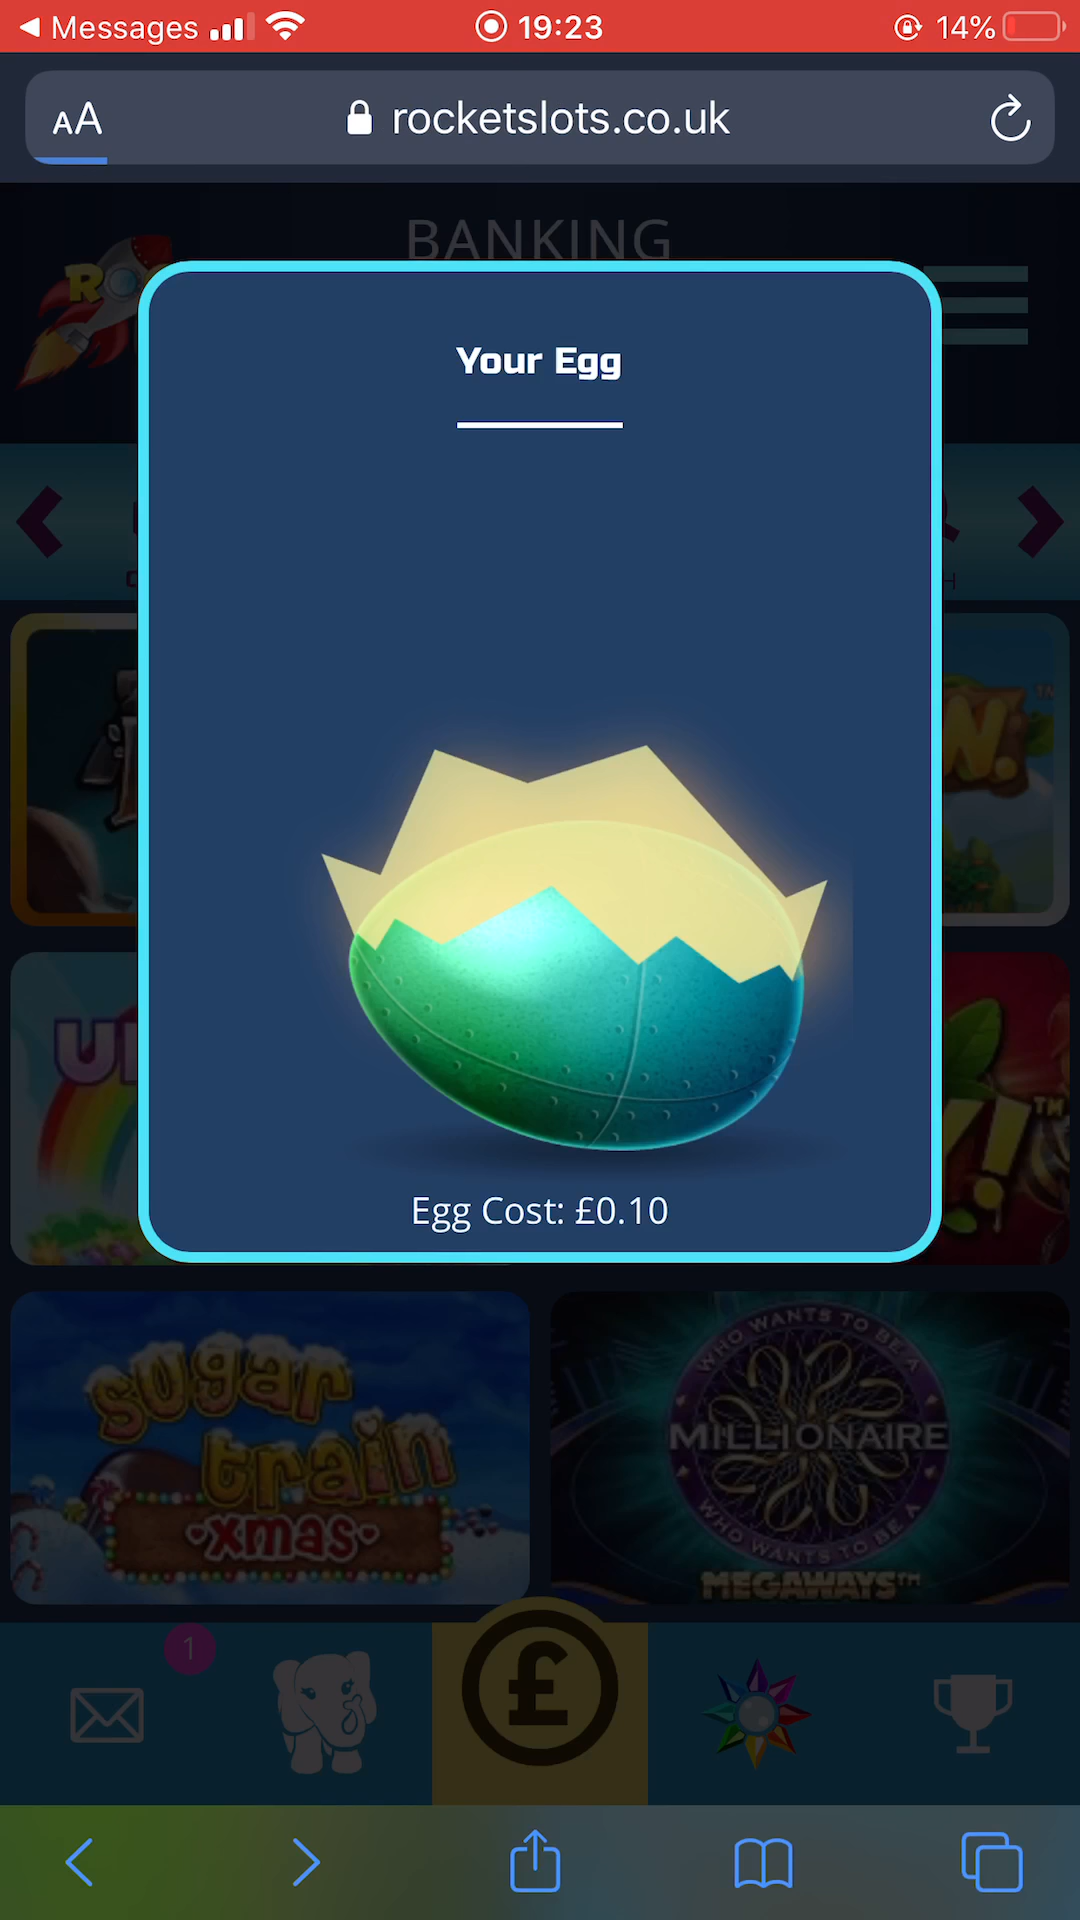 Messages
19:23
14%
AA
rocketslots.co.uk
BANKING
Your Egg
Egg Cost: £0.10
sugar
train
xmas
WHO WANTS TO BE A
MILLIONAIRE
WHO WANTS TO BE A
MEGAWAYS™
1
£